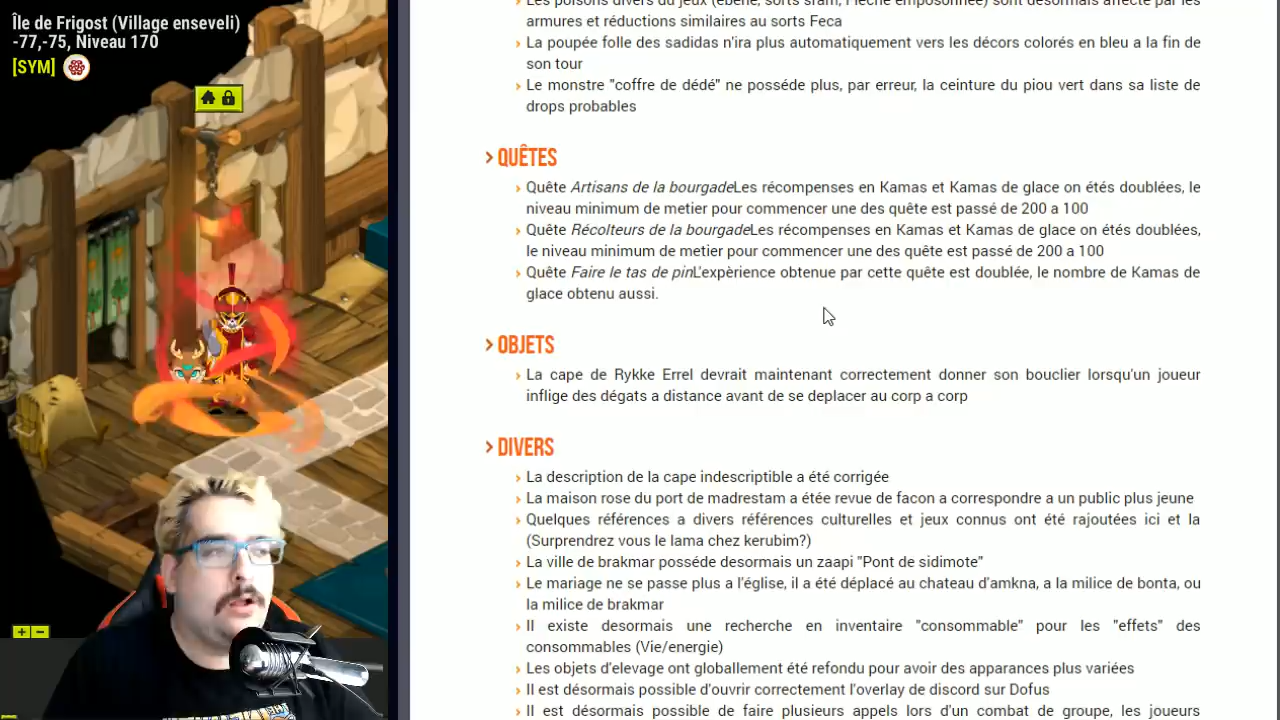 Île de Frigost (Village enseveli)
-77,-75, Niveau 170
[SYM]
armures et réductions similaires au sorts Feca
La poupée folle des sadidas n'ira plus automatiquement vers les décors colorés en bleu a la fin de
son tour
Le monstre "coffre de dédé" ne posséde plus, par erreur, la ceinture du piou vert dans sa liste de
drops probables
QUÊTES
Quête Artisans de la bourgadeLes récompenses en Kamas et Kamas de glace on étés doublées, le
niveau minimum de metier pour commencer une des quête est passé de 200 a 100
Quête Récolteurs de la bourgadeLes récompenses en Kamas et Kamas de glace on étés doublées,
le niveau minimum de metier pour commencer une des quête est passé de 200 a 100
Quête Faire le tas de pinL'expèrience obtenue par cette quête est doublée, le nombre de Kamas de
glace obtenu aussi.
OBJETS
La cape de Rykke Errel devrait maintenant correctement donner son bouclier lorsqu'un joueur
inflige des dégats a distance avant de se deplacer au corp a corp
DIVERS
La description de la cape indescriptible a été corrigée
La maison rose du port de madrestam a étée revue de facon a correspondre a un public plus jeune
Quelques références a divers références culturelles et jeux connus ont été rajoutées ici et la
(Surprendrez vous le lama chez kerubim?)
La ville de brakmar posséde desormais un zaapi "Pont de sidimote"
Le mariage ne se passe plus a l'église, il a été déplacé au chateau d'amkna, a la milice de bonta, ou
la milice de brakmar
Il existe desormais une recherche en inventaire "consommable" pour les "effets" des
consommables (Vie/energie)
Les objets d'elevage ont globallement été refondu pour avoir des apparances plus variées
Il est désormais possible d'ouvrir correctement l'overlay de discord sur Dofus
Il est désormais possible de faire plusieurs appels lors d'un combat de groupe, les joueurs